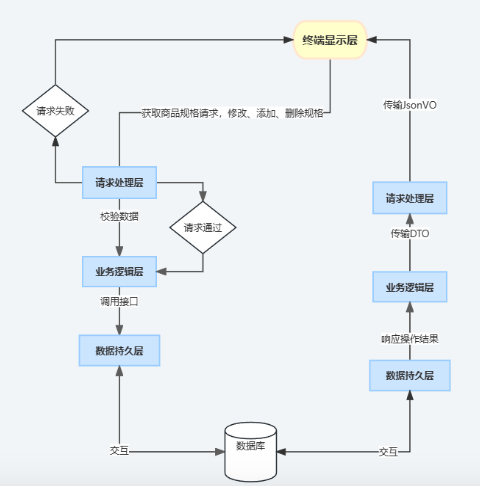 终端显示层
请求失败
获取商品规格请求，修改、添加、删除规格
传输JsonVO
请求处理层
请求处理层
校验数据
请求通过
传输DTO
业务逻辑层
业务逻辑层
调用接口
响应操作结果
数据持久层
数据持久层
数据库
交互
交互